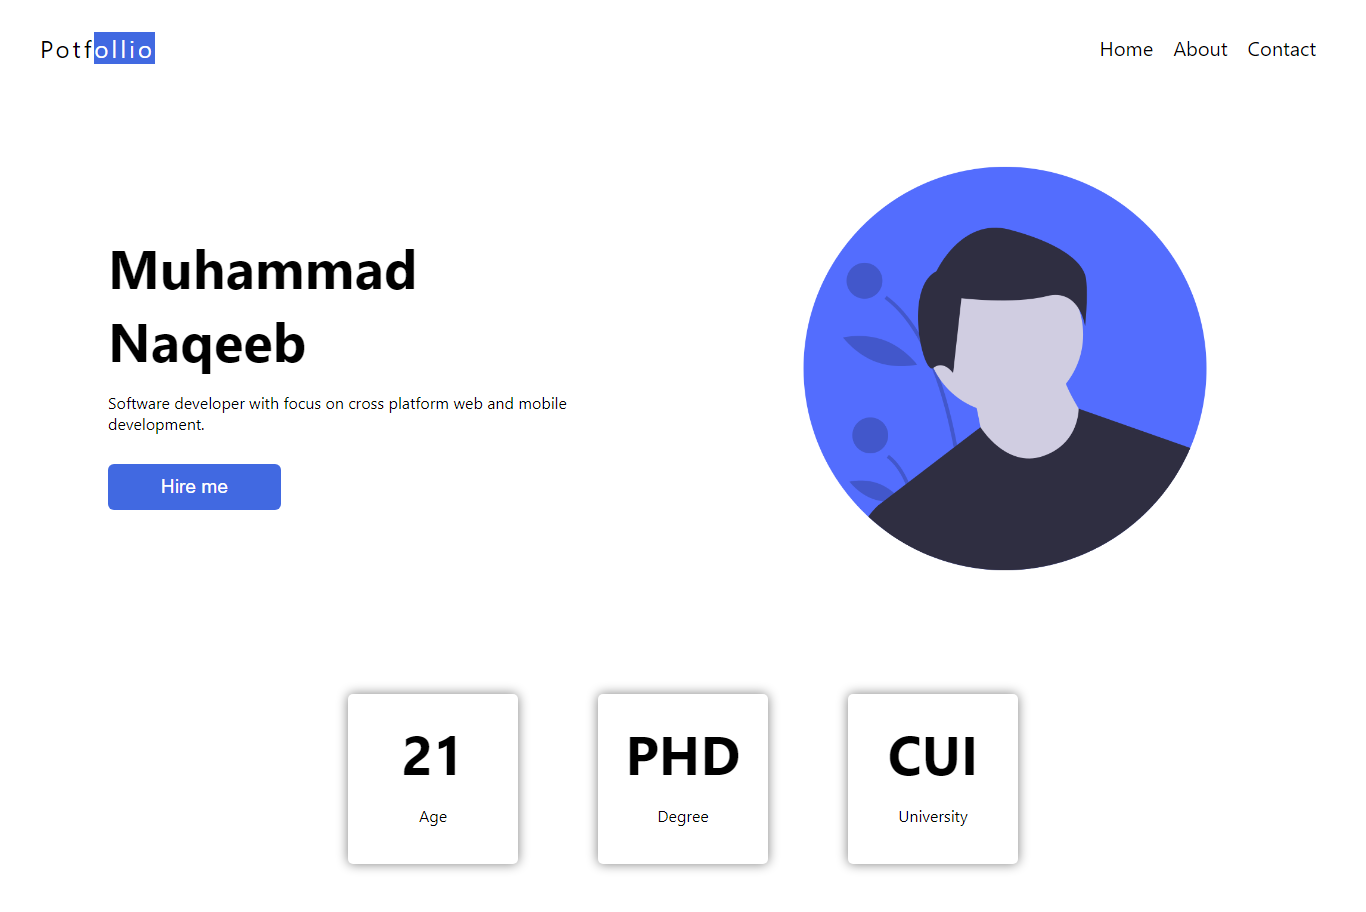 Potfollio
Home About Contact
Muhammad
Naqeeb
Software developer with focus on cross platform web and mobile
development.
Hire me
21
Age
PHD
Degree
CUI
University